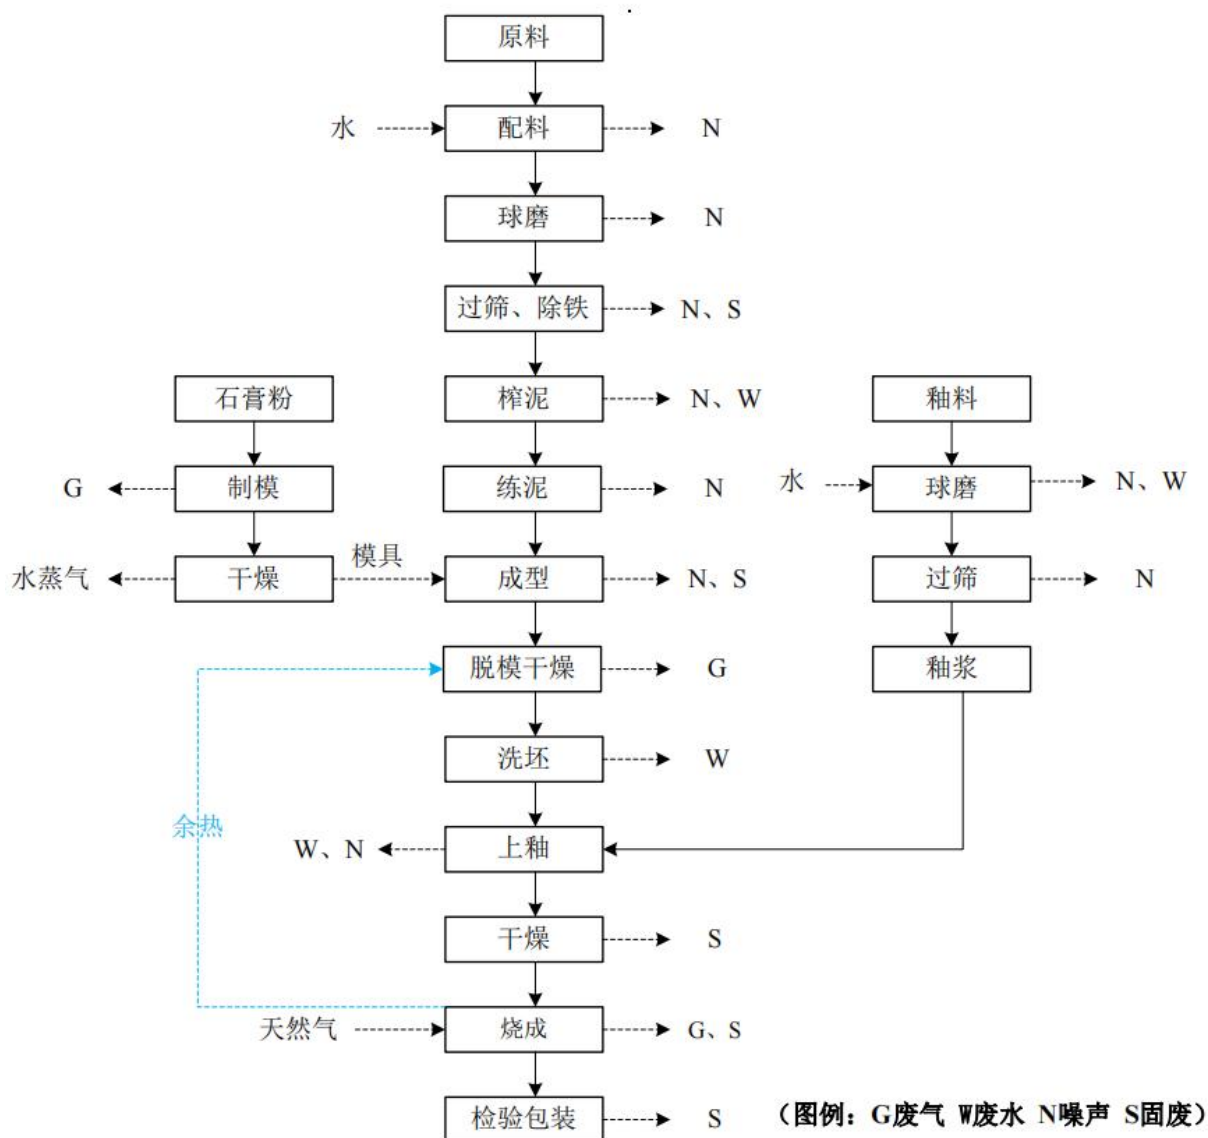 原料
水
配料
N
球磨
N
过筛、除铁
N、S
石膏粉
榨泥
N、W
釉料
G
制模
练泥
N
水
球磨
N、W
水蒸气
干燥
模具
成型
N、S
过筛
N
脱模干燥
G
釉浆
洗坯
W
余热
W、N
上釉
干燥
S
天然气
烧成
G、S
检验包装
S
（图例：G废气 W废水 N噪声 S固废）